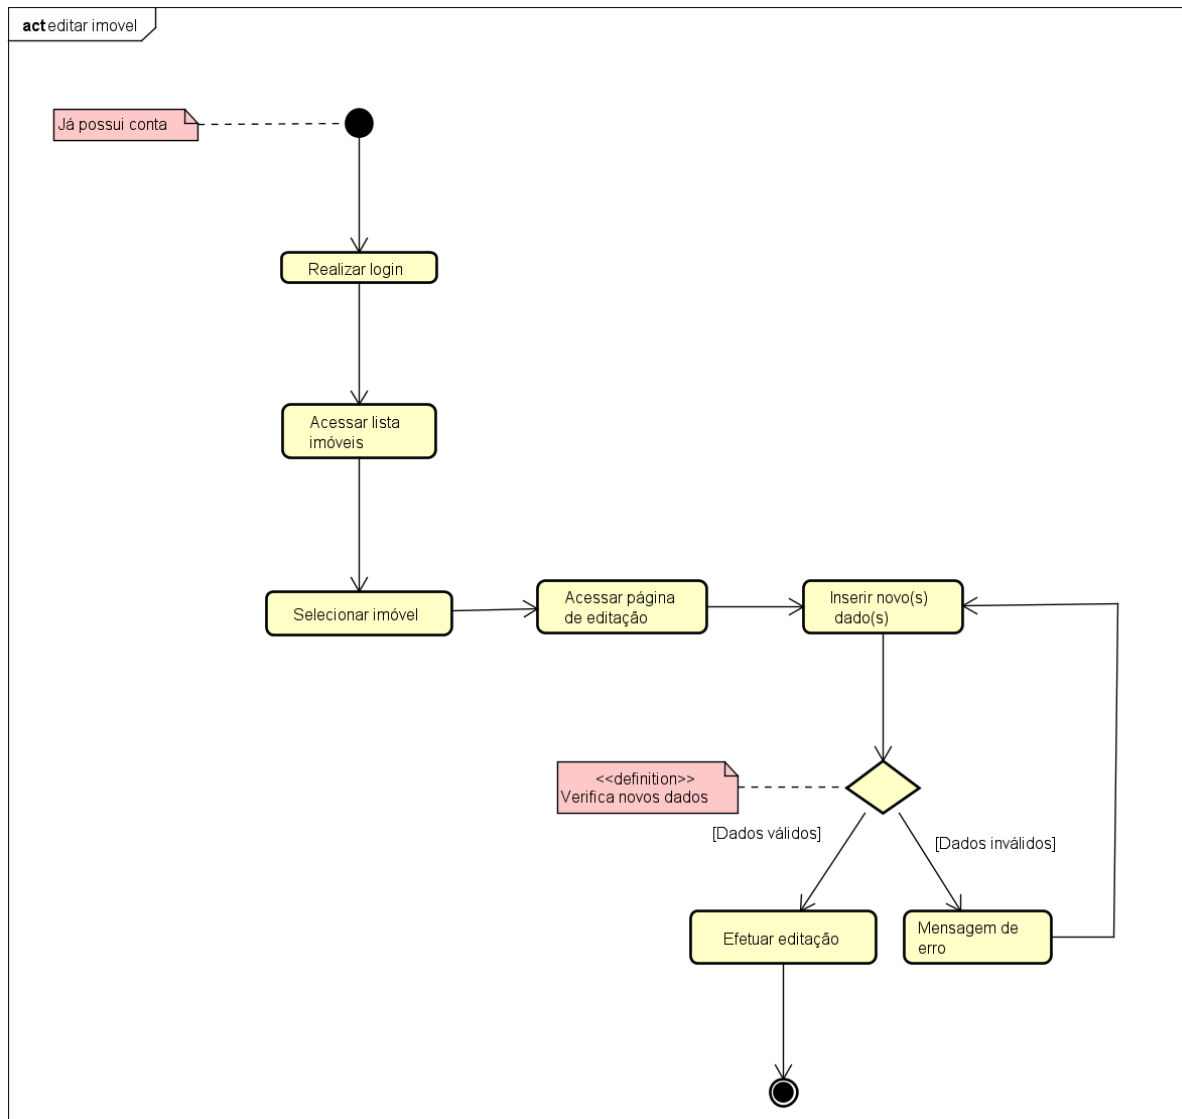 act editar imovel
Já possui conta
Realizar login
Acessar lista
imóveis
Selecionar imóvel
Acessar página
de editação
Inserir novo(s)
dado(s)
<<definition>>
Verifica novos dados
[Dados válidos]
[Dados inválidos]
Efetuar editação
Mensagem de
erro